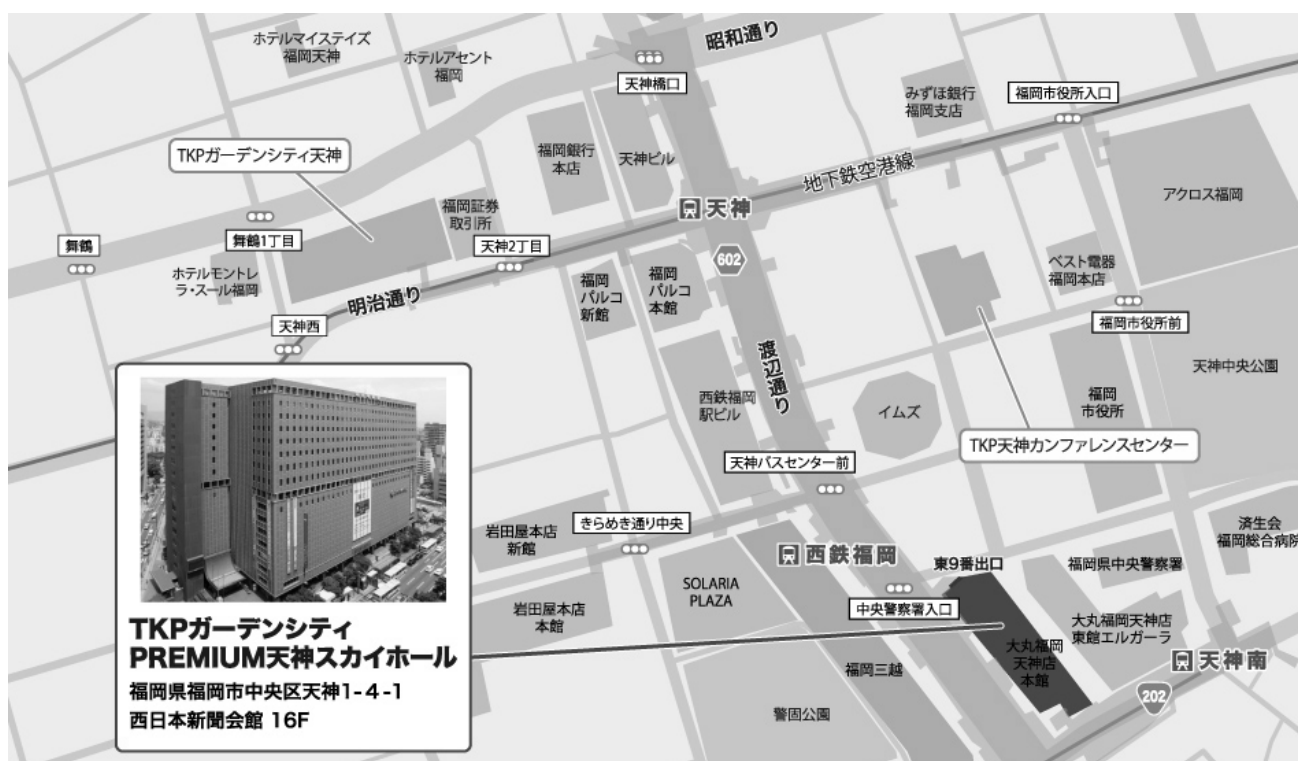 昭和通り
ホテルマイステイズ
福岡天神
ホテルアセント
福岡
天神橋口
みずほ銀行
福岡支店
福岡市役所入口
TKPガーデンシティ天神
福岡銀行
本店
天神ビル
地下鉄空港線
アクロス福岡
福岡証券
取引所
天神
舞鶴
舞鶴1丁目
天神2丁目
602
ホテルモントレ
ラ・スール福岡
明治通り
福岡
パルコ
新館
福岡
パルコ
本館
ベスト電器
福岡本店
天神西
福岡市役所前
渡辺通り
天神中央公園
西鉄福岡
駅ビル
イムズ
福岡
市役所
TKP天神カンファレンスセンター
天神バスセンター前
岩田屋本店
新館
きらめき通り中央
済生会
福岡総合病院
西鉄福岡
東9番出口
福岡県中央警察署
SOLARIA
PLAZA
岩田屋本店
本館
中央警察署入口
大丸福岡天神店
東館エルガーラ
大丸福岡
天神店
本館
天神南
福岡三越
202
警固公園
TKPガーデンシティ
PREMIUM天神スカイホール
福岡県福岡市中央区天神1-4-1
西日本新聞会館 16F